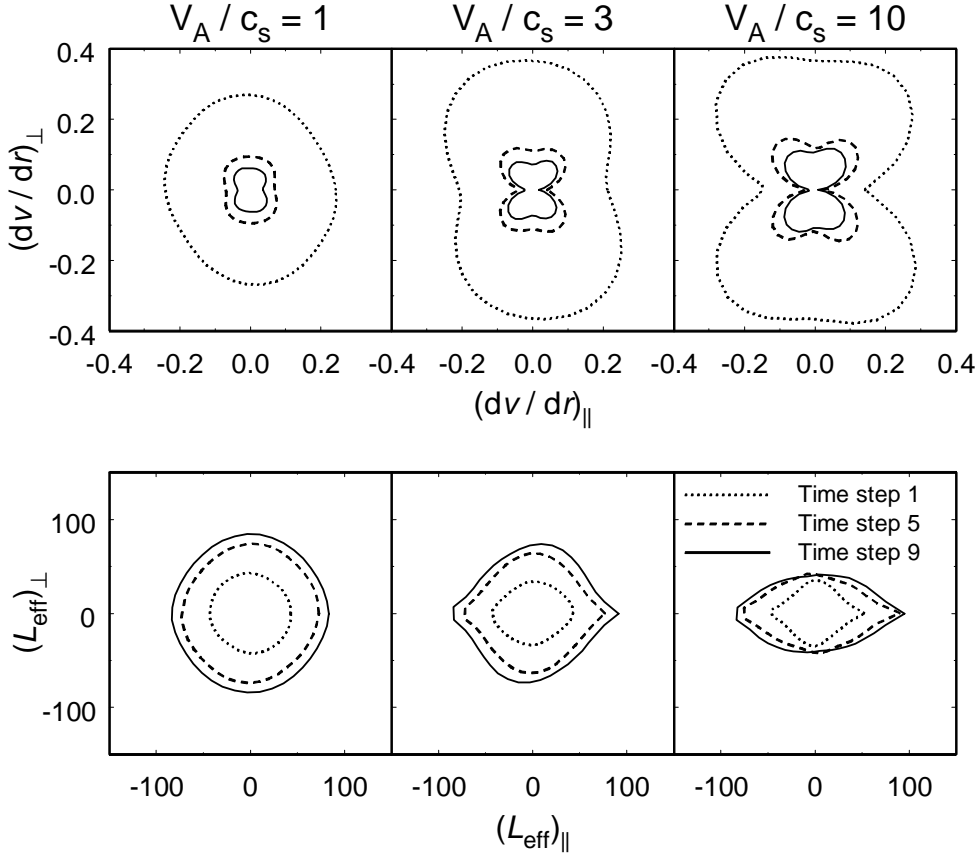 V_A / c_s = 1 V_A / c_s = 3 V_A / c_s = 10
(dv / dr)_⊥
0.4
0.2
0.0
-0.2
-0.4
-0.4 -0.2 0.0 0.2 -0.4 -0.2 0.0 0.2 -0.4 -0.2 0.0 0.2 0.4
(dv / dr)_∥
(L_eff)_⊥
100
0
-100
Time step 1
Time step 5
Time step 9
-100 0 100 -100 0 100 -100 0 100
(L_eff)_∥